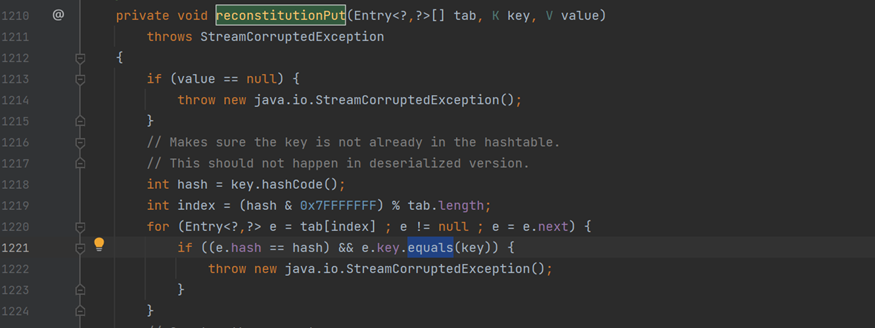 1210 @ private void reconstitutionPut(Entry<?,?>[] tab, K key, V value)
1211 throws StreamCorruptedException
1212 {
1213 if (value == null) {
1214 throw new java.io.StreamCorruptedException();
1215 }
1216 // Makes sure the key is not already in the hashtable.
1217 // This should not happen in deserialized version.
1218 int hash = key.hashCode();
1219 int index = (hash & 0x7FFFFFFF) % tab.length;
1220 for (Entry<?,?> e = tab[index] ; e != null ; e = e.next) {
1221 if ((e.hash == hash) && e.key.equals(key)) {
1222 throw new java.io.StreamCorruptedException();
1223 }
1224 }